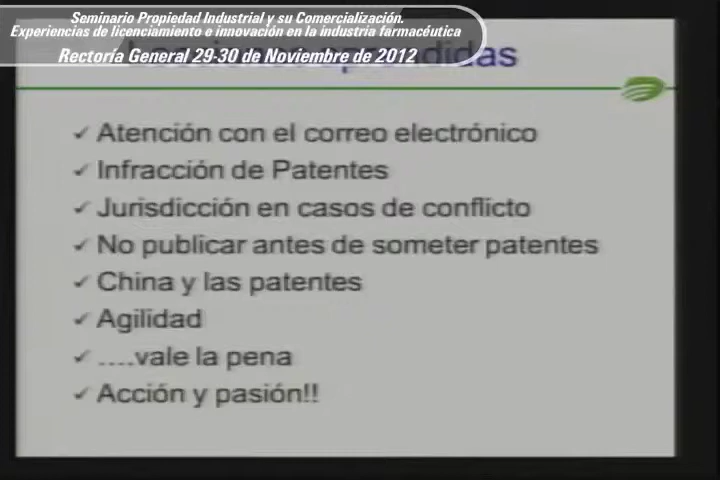 Seminario Propiedad Industrial y su Comercialización.
Experiencias de licenciamiento e innovación en la industria farmacéutica
Rectoría General 29-30 de Noviembre de 2012
Atención con el correo electrónico
Infracción de Patentes
Jurisdicción en casos de conflicto
No publicar antes de someter patentes
China y las patentes
Agilidad
....vale la pena
Acción y pasión!!